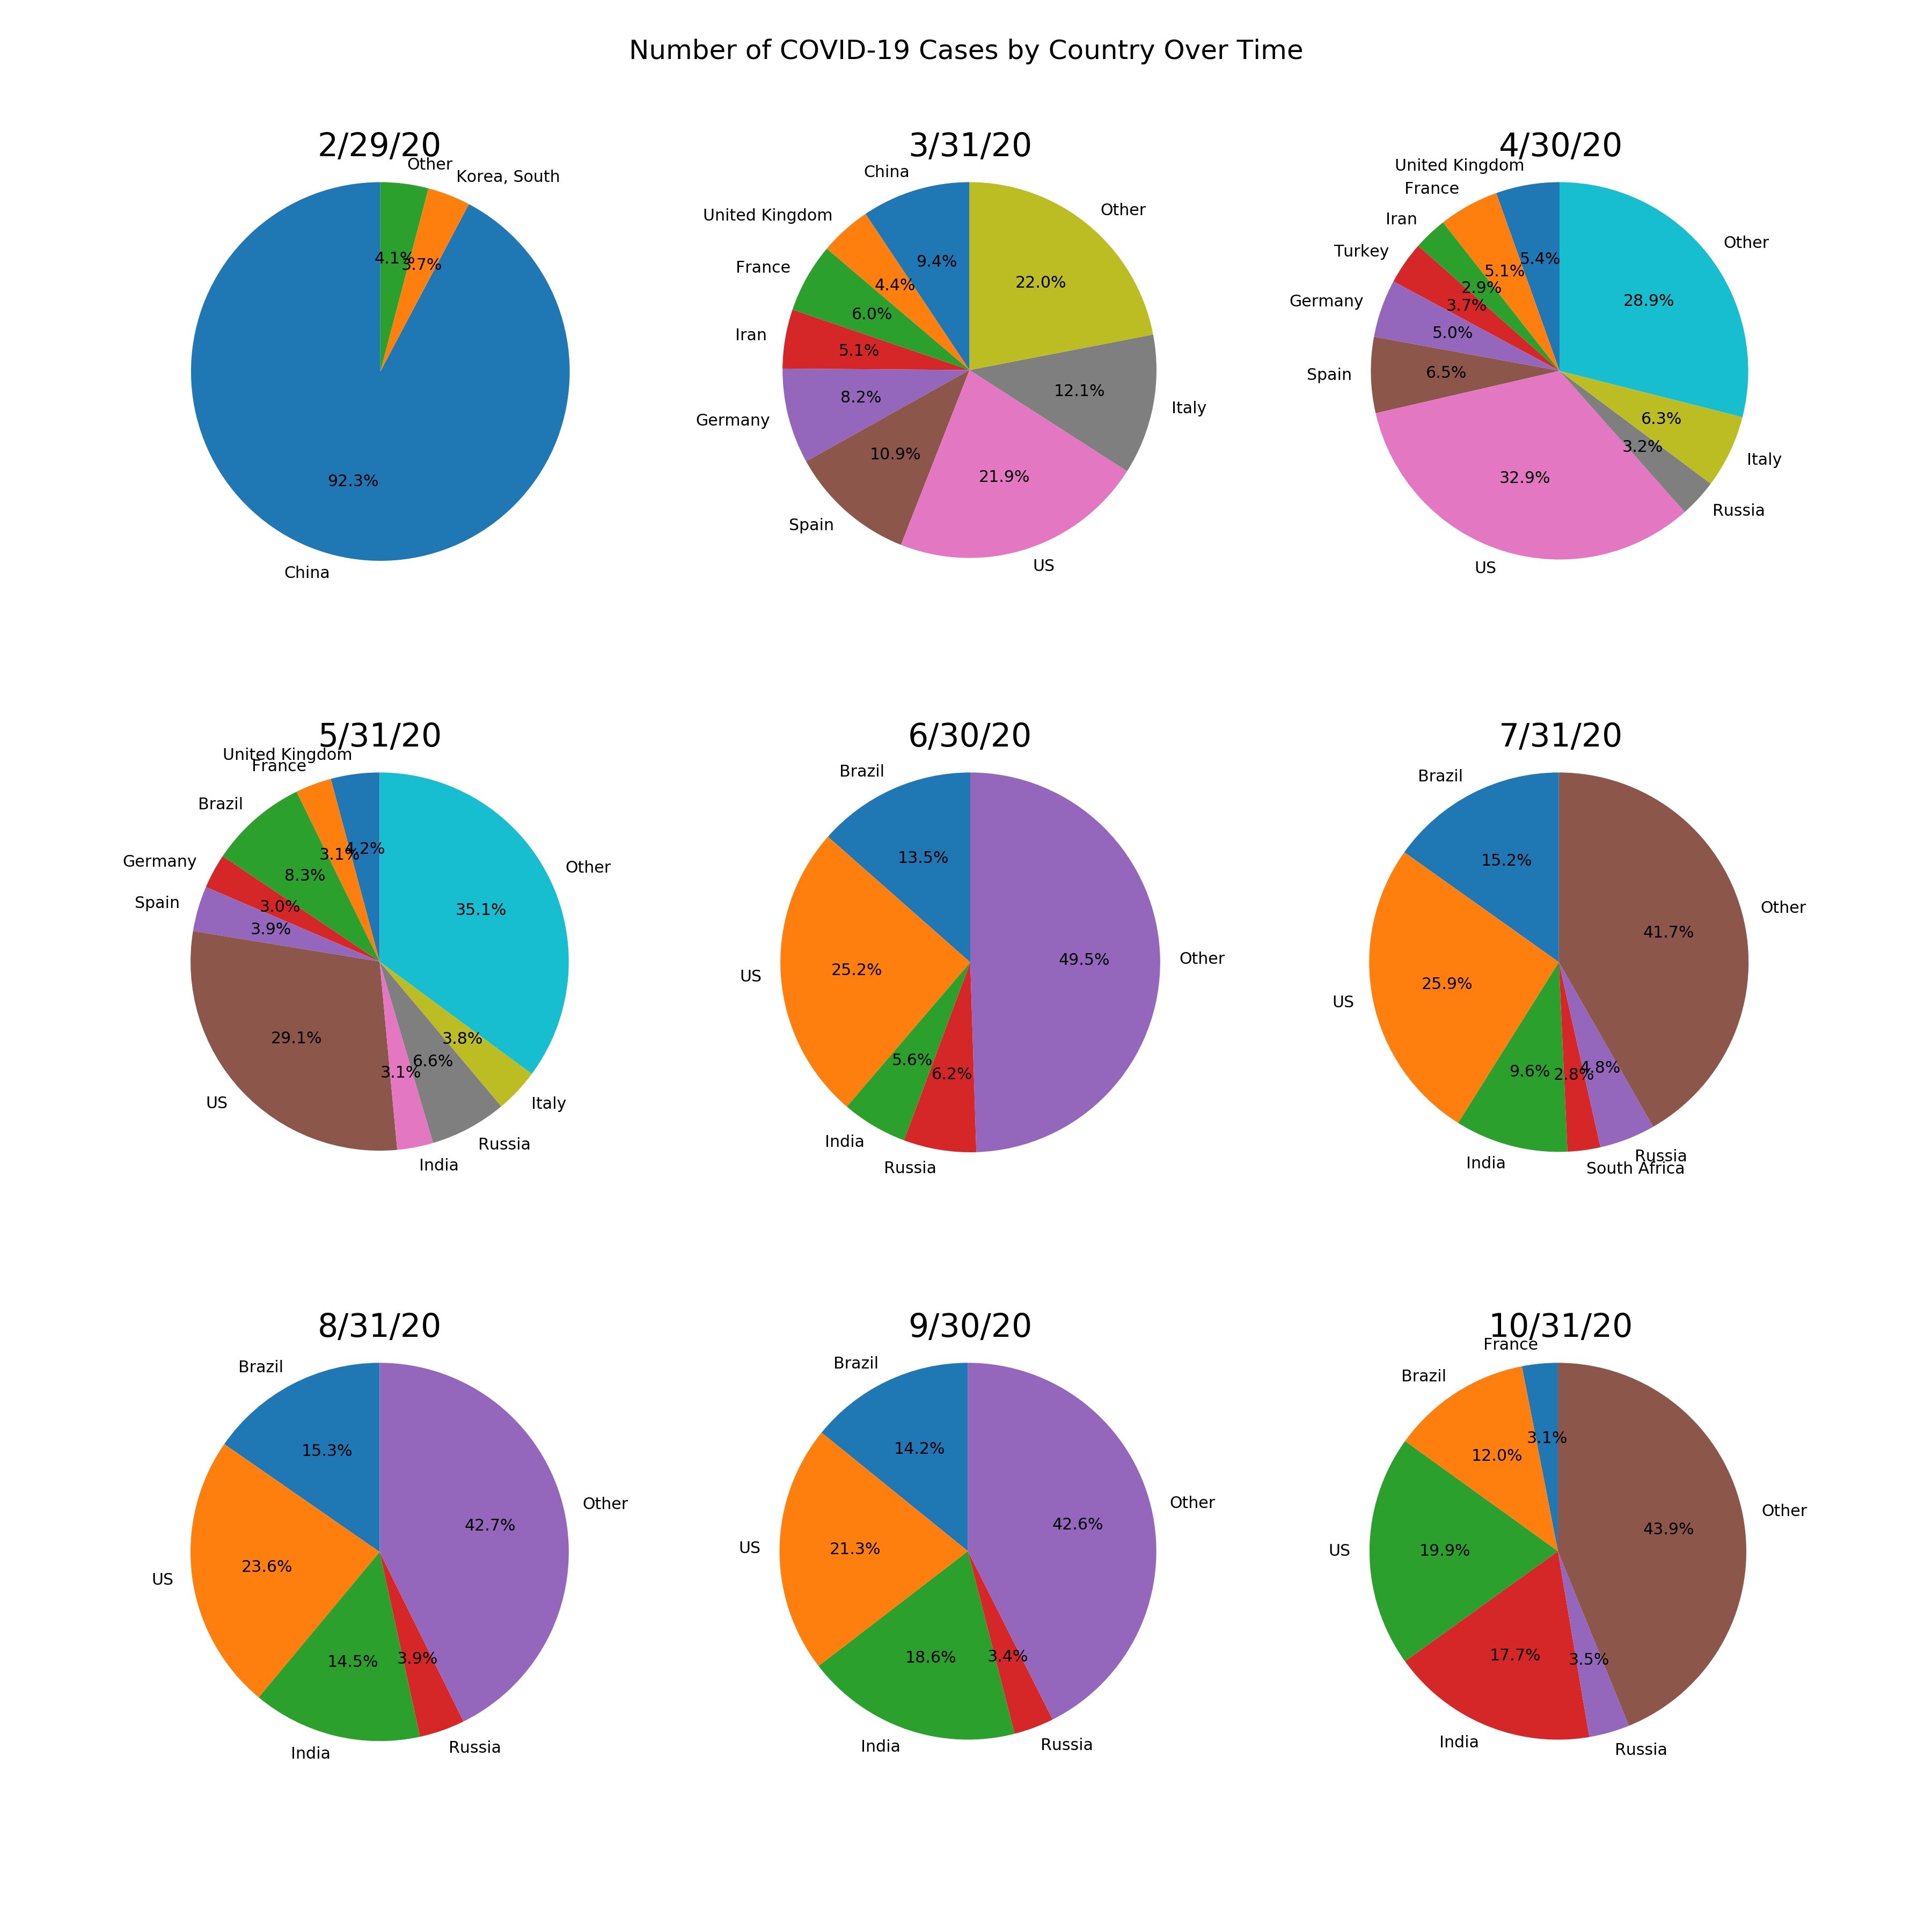 Number of COVID-19 Cases by Country Over Time
2/29/20
Other
Korea, South
4.1%
3.7%
92.3%
China
3/31/20
China
United Kingdom
Other
France
9.4%
22.0%
4.4%
6.0%
Iran
5.1%
12.1%
8.2%
Italy
Germany
10.9%
21.9%
Spain
US
4/30/20
United Kingdom
France
Iran
Turkey
Other
5.4%
5.1%
2.9%
3.7%
28.9%
Germany
5.0%
Spain
6.5%
6.3%
3.2%
Italy
32.9%
Russia
US
5/31/20
United Kingdom
France
Brazil
4.2%
3.1%
Germany
8.3%
Other
Spain
3.0%
35.1%
3.9%
29.1%
3.8%
6.6%
3.1%
US
Italy
Russia
India
6/30/20
Brazil
13.5%
US
25.2%
49.5%
Other
5.6%
6.2%
India
Russia
7/31/20
Brazil
15.2%
Other
41.7%
US
25.9%
9.6%
2.8%
4.8%
India
Russia
South Africa
8/31/20
Brazil
15.3%
Other
42.7%
US
23.6%
14.5%
3.9%
India
Russia
9/30/20
Brazil
14.2%
Other
42.6%
US
21.3%
18.6%
3.4%
India
Russia
10/31/20
France
Brazil
3.1%
12.0%
Other
43.9%
US
19.9%
17.7%
3.5%
India
Russia